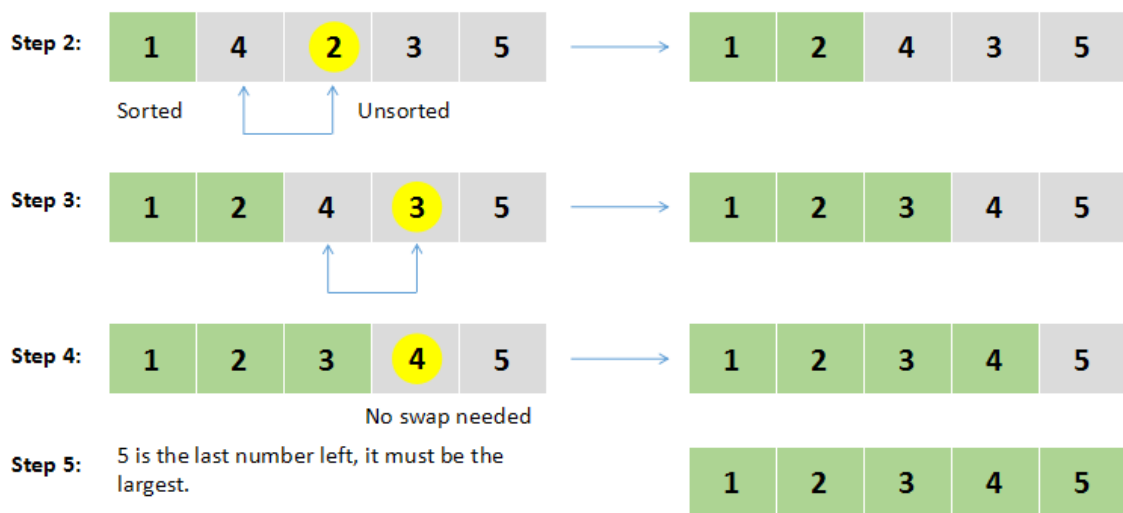 Step 2: 1 4 2 3 5 1 2 4 3 5
Sorted Unsorted
Step 3: 1 2 4 3 5 1 2 3 4 5
Step 4: 1 2 3 4 5 1 2 3 4 5
No swap needed
Step 5: 5 is the last number left, it must be the
largest.
1 2 3 4 5